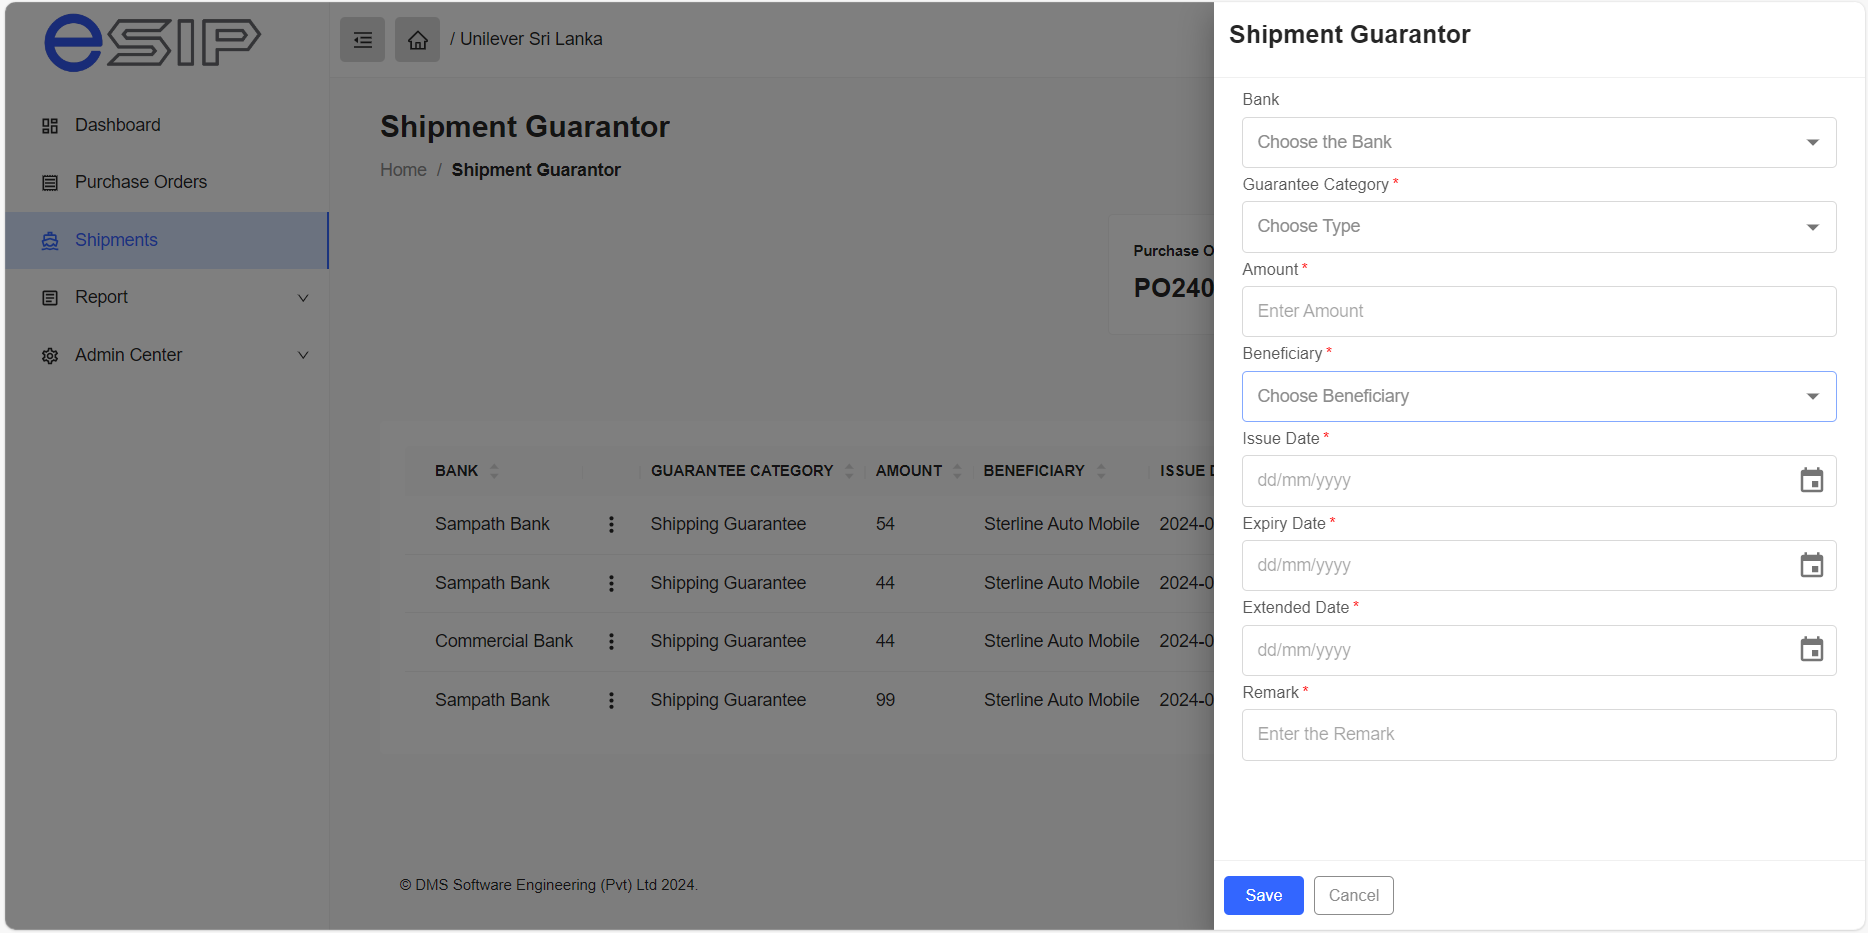 eSIP
/ Unilever Sri Lanka
Dashboard
Purchase Orders
Shipments
Report
Admin Center
Shipment Guarantor
Home / Shipment Guarantor
Purchase O
PO240
BANK GUARANTEE CATEGORY AMOUNT BENEFICIARY ISSUE D
Sampath Bank Shipping Guarantee 54 Sterline Auto Mobile 2024-0
Sampath Bank Shipping Guarantee 44 Sterline Auto Mobile 2024-0
Commercial Bank Shipping Guarantee 44 Sterline Auto Mobile 2024-0
Sampath Bank Shipping Guarantee 99 Sterline Auto Mobile 2024-0
© DMS Software Engineering (Pvt) Ltd 2024.
Shipment Guarantor
Bank
Choose the Bank
Guarantee Category *
Choose Type
Amount *
Enter Amount
Beneficiary *
Choose Beneficiary
Issue Date *
dd/mm/yyyy
Expiry Date *
dd/mm/yyyy
Extended Date *
dd/mm/yyyy
Remark *
Enter the Remark
Save Cancel